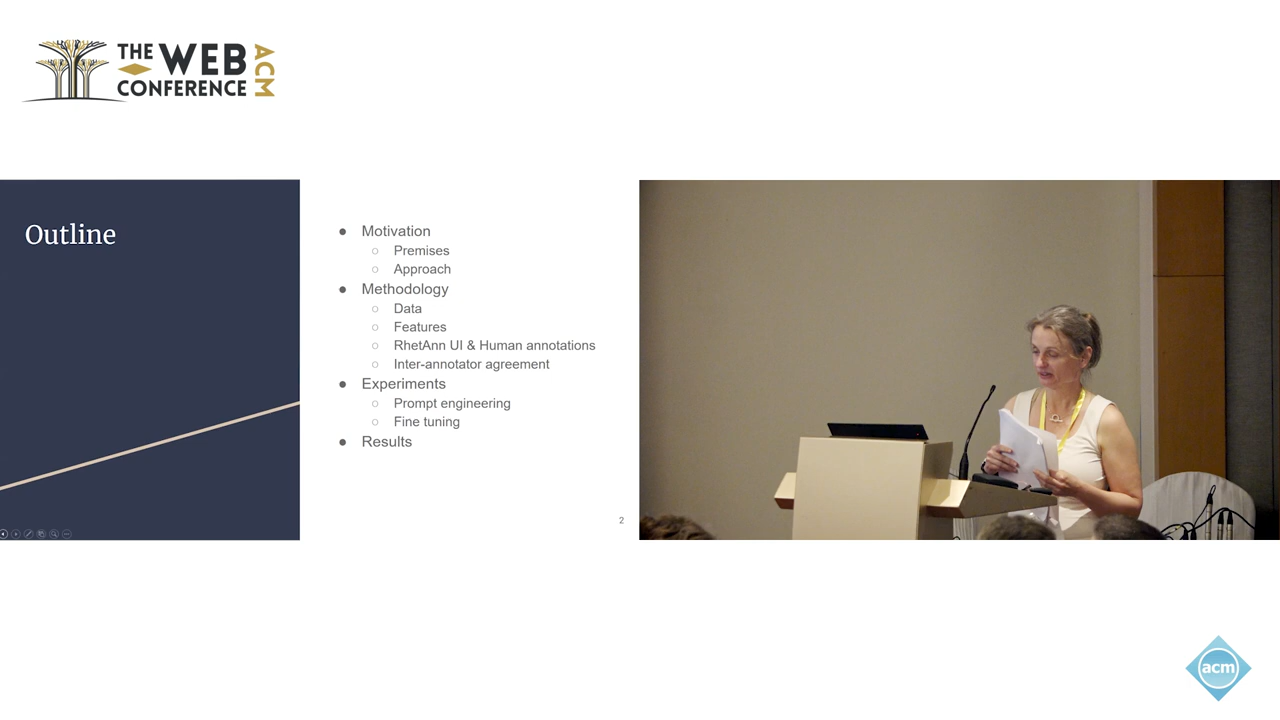 THE WEB
CONFERENCE
ACM
Outline
● Motivation
○ Premises
○ Approach
● Methodology
○ Data
○ Features
○ RhetAnn UI & Human annotations
○ Inter-annotator agreement
● Experiments
○ Prompt engineering
○ Fine tuning
● Results
2
acm